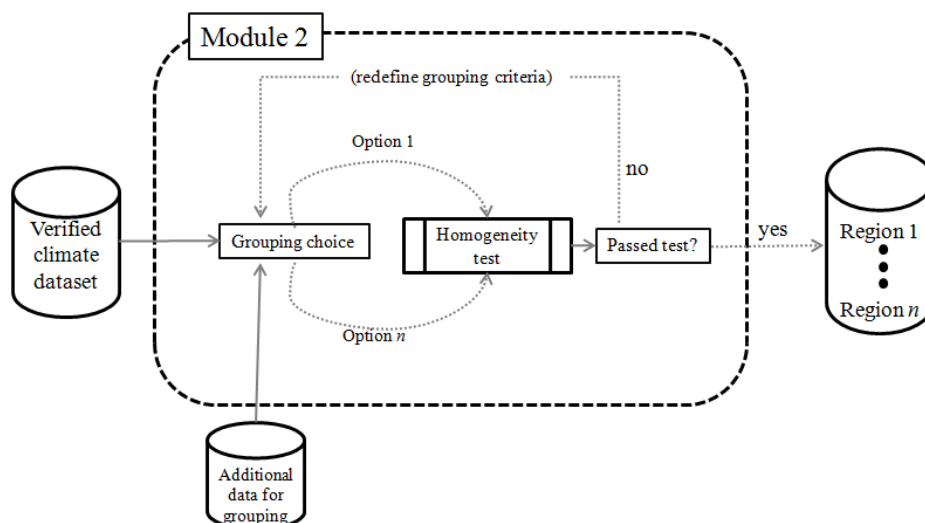 Module 2
(redefine grouping criteria)
Option 1
no
Verified
climate
dataset
Grouping choice
Homogeneity
test
Passed test?
yes
Region 1
Region n
Option n
Additional
data for
grouping